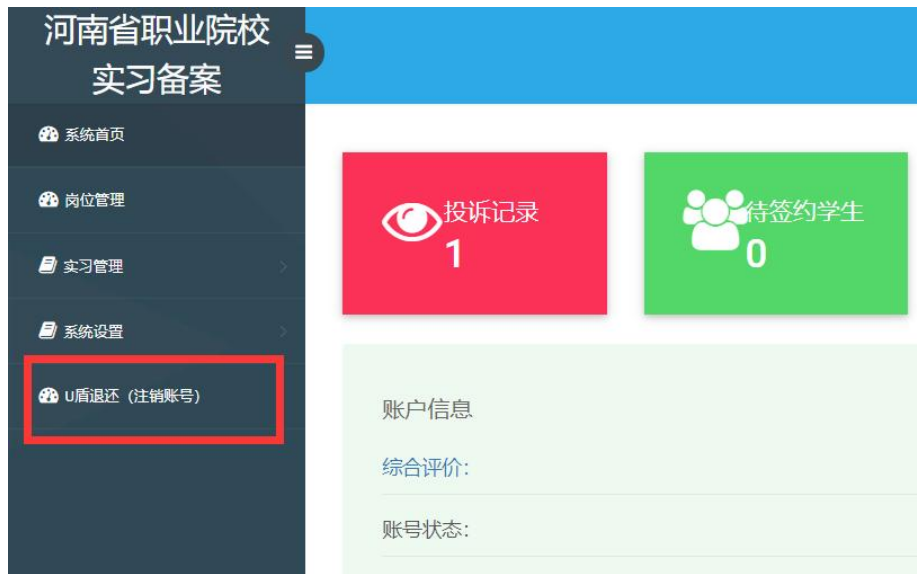 河南省职业院校
实习备案
系统首页
岗位管理
实习管理
系统设置
U盾退还（注销账号）
投诉记录
1
待签约学生
0
账户信息
综合评价:
账号状态: